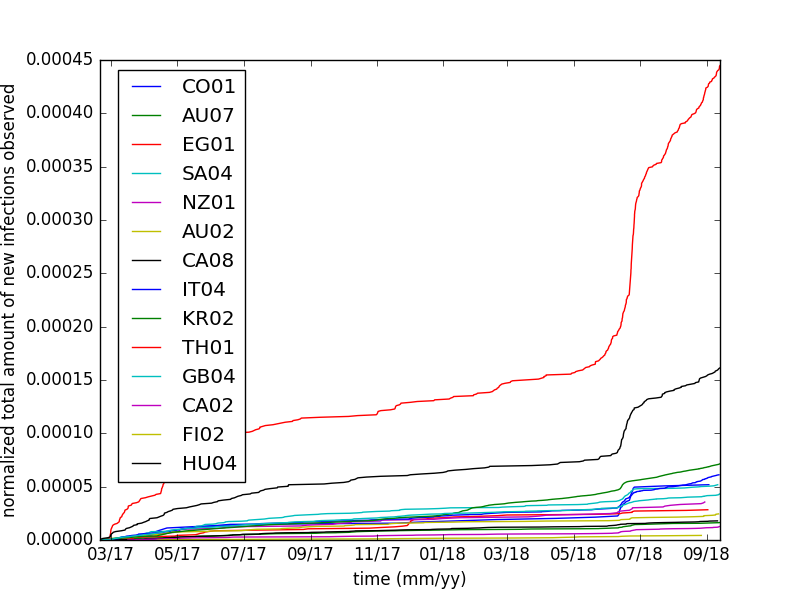 0.00045
0.00040
0.00035
0.00030
0.00025
0.00020
0.00015
0.00010
0.00005
0.00000
normalized total amount of new infections observed
CO01
AU07
EG01
SA04
NZ01
AU02
CA08
IT04
KR02
TH01
GB04
CA02
FI02
HU04
03/17 05/17 07/17 09/17 11/17 01/18 03/18 05/18 07/18 09/18
time (mm/yy)